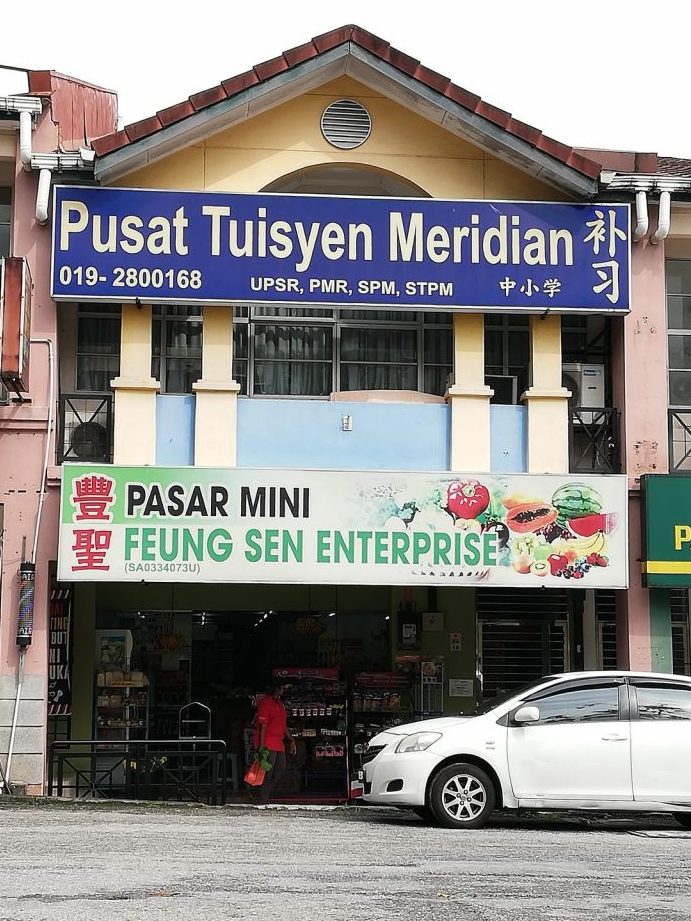 Pusat Tuisyen Meridian 补习
019- 2800168 UPSR, PMR, SPM, STPM 中小学
豐聖
PASAR MINI
FEUNG SEN ENTERPRISE
(SA0334073U)
P